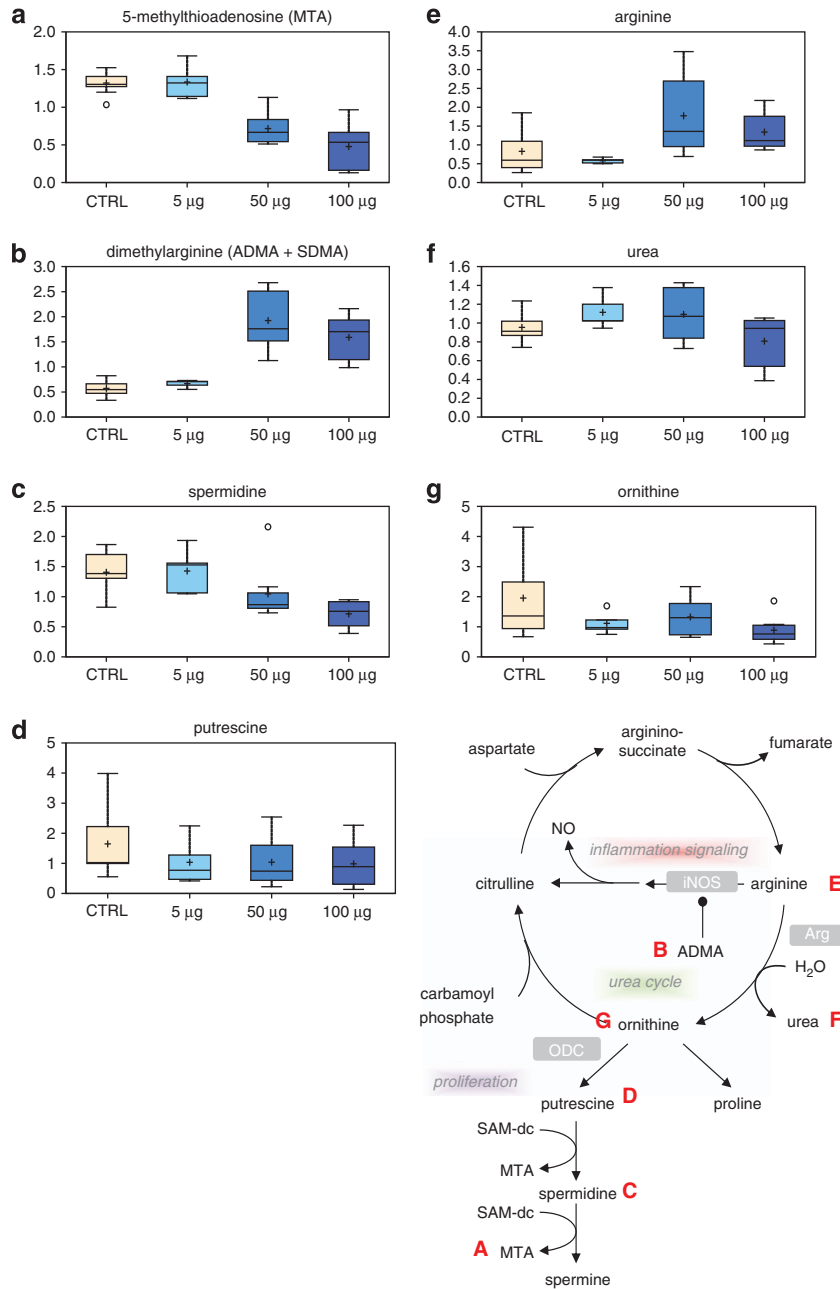 a
5-methylthioadenosine (MTA)
2.0
1.5
1.0
0.5
0.0
CTRL 5 μg 50 μg 100 μg
b
dimethylarginine (ADMA + SDMA)
3.0
2.5
2.0
1.5
1.0
0.5
0.0
CTRL 5 μg 50 μg 100 μg
c
spermidine
2.5
2.0
1.5
1.0
0.5
0.0
CTRL 5 μg 50 μg 100 μg
d
putrescine
5
4
3
2
1
0
CTRL 5 μg 50 μg 100 μg
e
arginine
4.0
3.5
3.0
2.5
2.0
1.5
1.0
0.5
0.0
CTRL 5 μg 50 μg 100 μg
f
urea
1.6
1.4
1.2
1.0
0.8
0.6
0.4
0.2
0.0
CTRL 5 μg 50 μg 100 μg
g
ornithine
5
4
3
2
1
0
CTRL 5 μg 50 μg 100 μg
aspartate
arginino-
succinate
fumarate
NO
inflammation signaling
citrulline
iNOS
arginine
E
Arg
B ADMA
H2O
urea cycle
carbamoyl
phosphate
G ornithine
urea F
ODC
proliferation
putrescine D
proline
SAM-dc
MTA
spermidine C
SAM-dc
A MTA
spermine